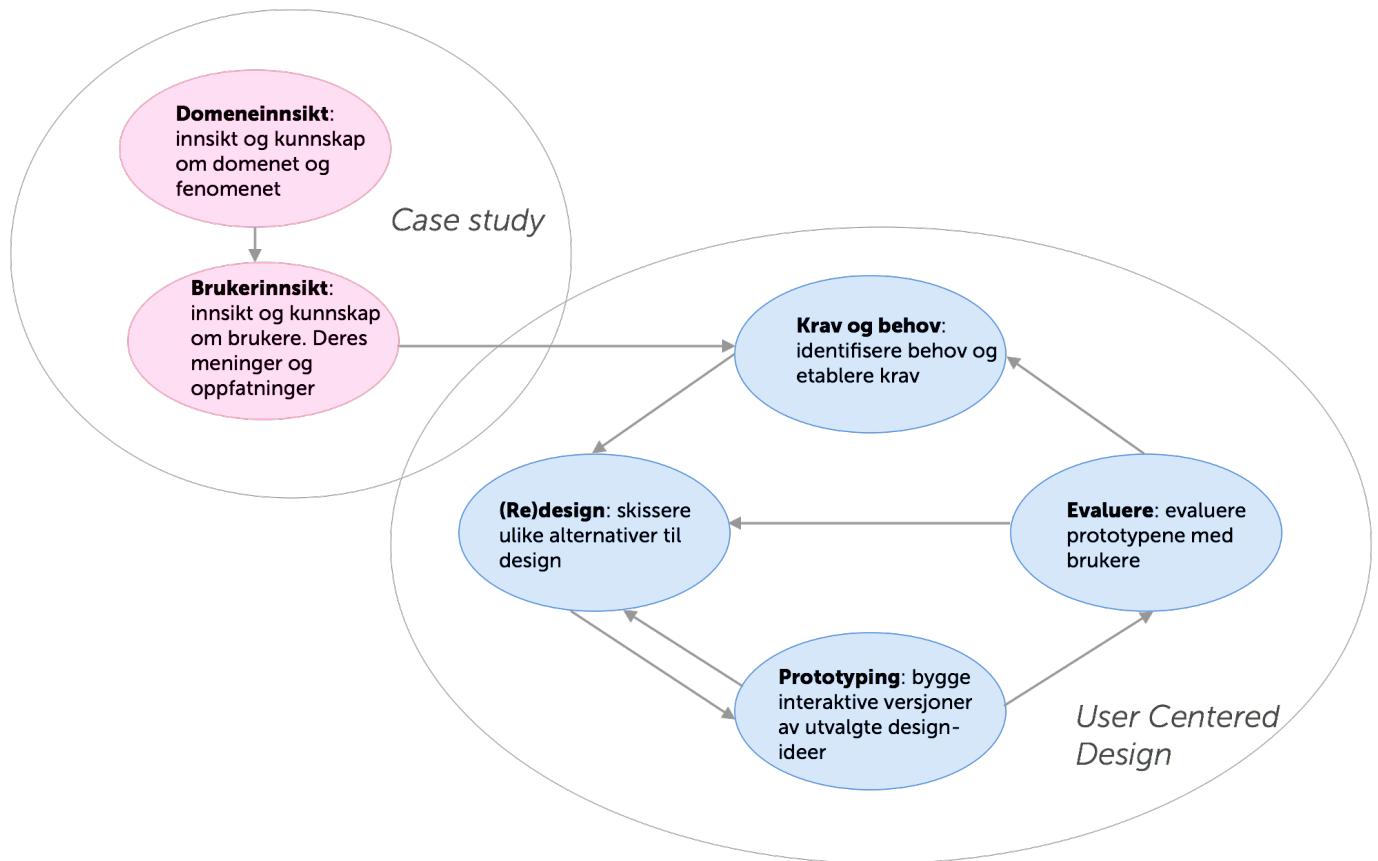 Domeneinnsikt:
innsikt og kunnskap
om domenet og
fenomenet
Case study
Brukerinnsikt:
innsikt og kunnskap
om brukere. Deres
meninger og
oppfatninger
Krav og behov:
identifisere behov og
etablere krav
(Re)design: skissere
ulike alternativer til
design
Evaluere: evaluere
prototypene med
brukere
Prototyping: bygge
interaktive versjoner
av utvalgte design-
ideer
User Centered
Design